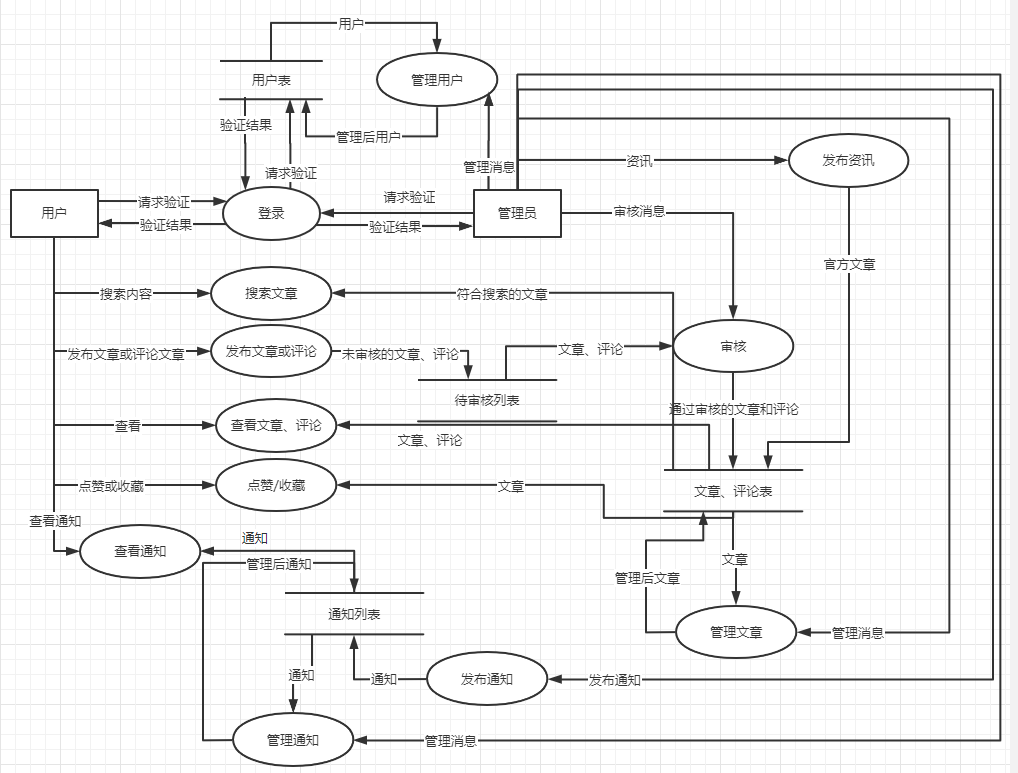 用户
用户表
管理用户
验证结果
管理后用户
请求验证
管理消息
资讯
发布资讯
用户
请求验证
验证结果
登录
请求验证
验证结果
管理员
审核消息
官方文章
搜索内容
搜索文章
符合搜索的文章
发布文章或评论文章
发布文章或评论
未审核的文章、评论
文章、评论
审核
待审核列表
通过审核的文章和评论
查看
查看文章、评论
文章、评论
点赞或收藏
点赞/收藏
文章
文章、评论表
查看通知
查看通知
通知
管理后通知
文章
管理后文章
通知列表
管理文章
管理消息
通知
通知
发布通知
发布通知
管理通知
管理消息